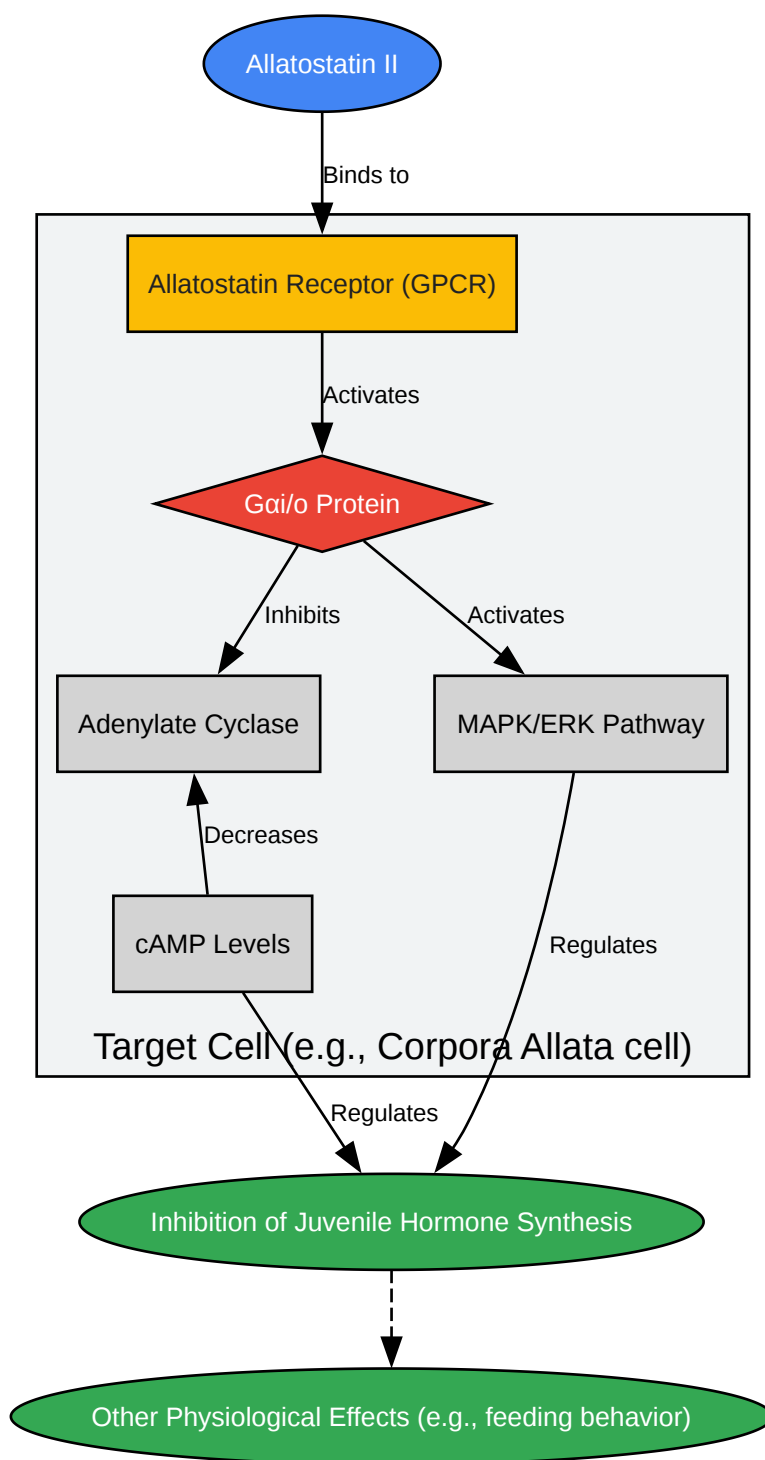 Allatostatin II
Binds to
Allatostatin Receptor (GPCR)
Activates
Gαi/o Protein
Inhibits
Activates
Adenylate Cyclase
MAPK/ERK Pathway
Decreases
cAMP Levels
Regulates
Target Cell (e.g., Corpora Allata cell)
Regulates
Inhibition of Juvenile Hormone Synthesis
Other Physiological Effects (e.g., feeding behavior)